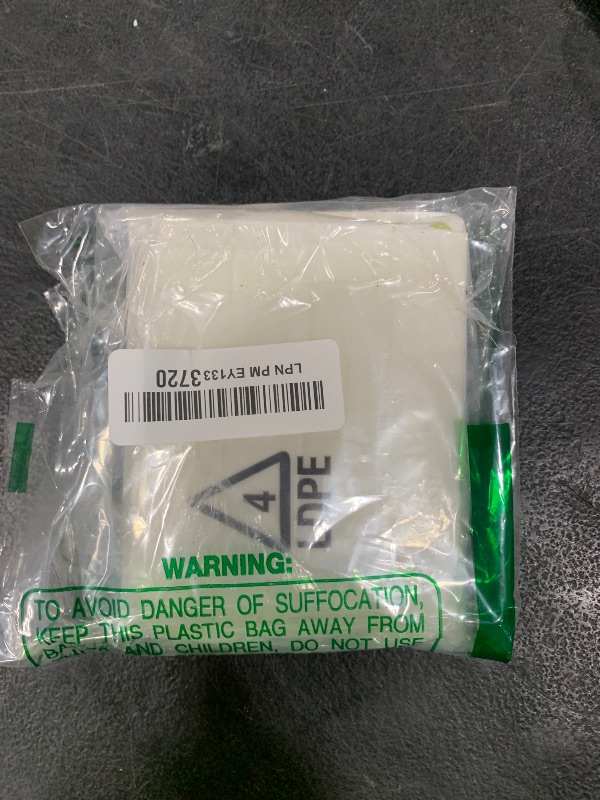 LPN PM EY1333720
4
LDPE
WARNING:
TO AVOID DANGER OF SUFFOCATION,
KEEP THIS PLASTIC BAG AWAY FROM
AND CHILDREN, DO NOT USE